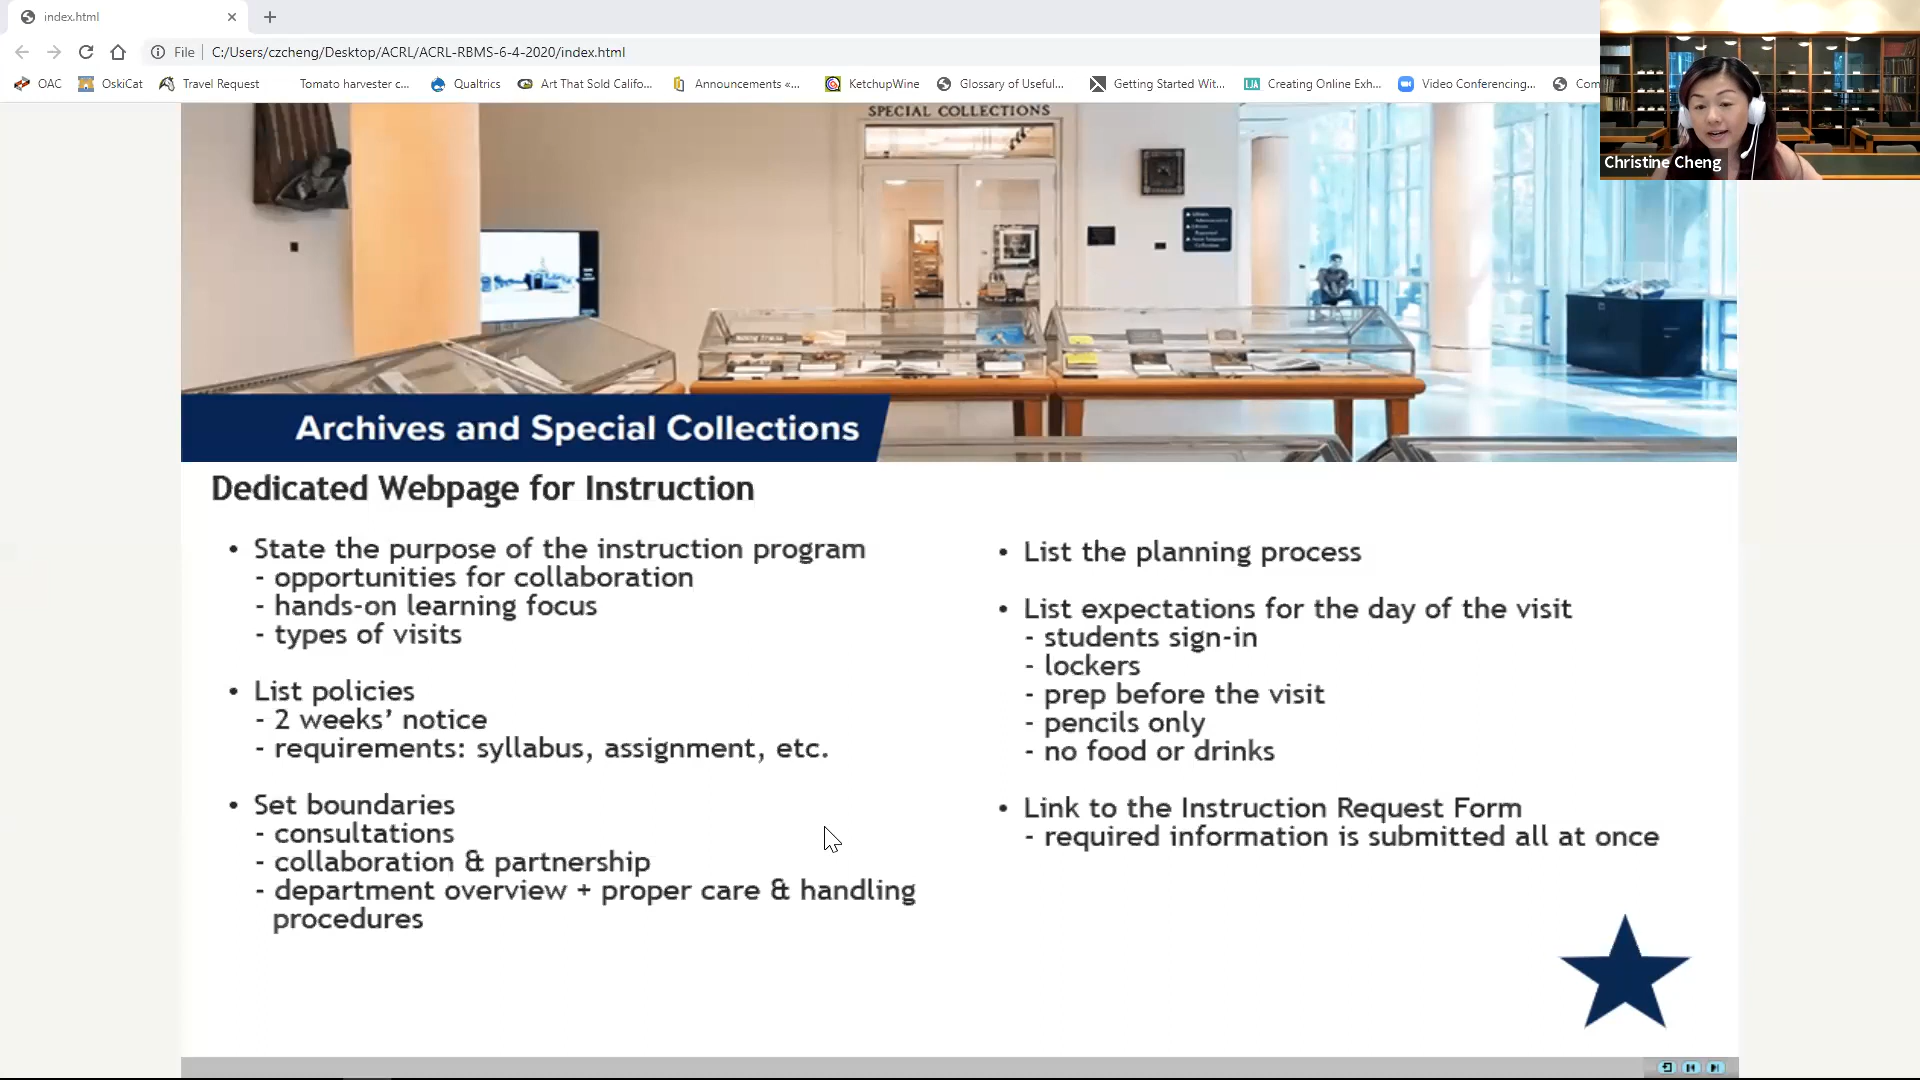 index.html
File
C:/Users/czcheng/Desktop/ACRL/ACRL-RBMS-6-4-2020/index.html
OAC
OskiCat
Travel Request
Tomato harvester c...
Qualtrics
Art That Sold Califo...
Announcements «...
KetchupWine
Glossary of Useful...
Getting Started Wit...
Creating Online Exh...
Video Conferencing...
Com
Christine Cheng
SPECIAL COLLECTIONS
Archives and Special Collections
Dedicated Webpage for Instruction
• State the purpose of the instruction program
- opportunities for collaboration
- hands-on learning focus
- types of visits
• List policies
- 2 weeks’ notice
- requirements: syllabus, assignment, etc.
• Set boundaries
- consultations
- collaboration & partnership
- department overview + proper care & handling
procedures
• List the planning process
• List expectations for the day of the visit
- students sign-in
- lockers
- prep before the visit
- pencils only
- no food or drinks
• Link to the Instruction Request Form
- required information is submitted all at once